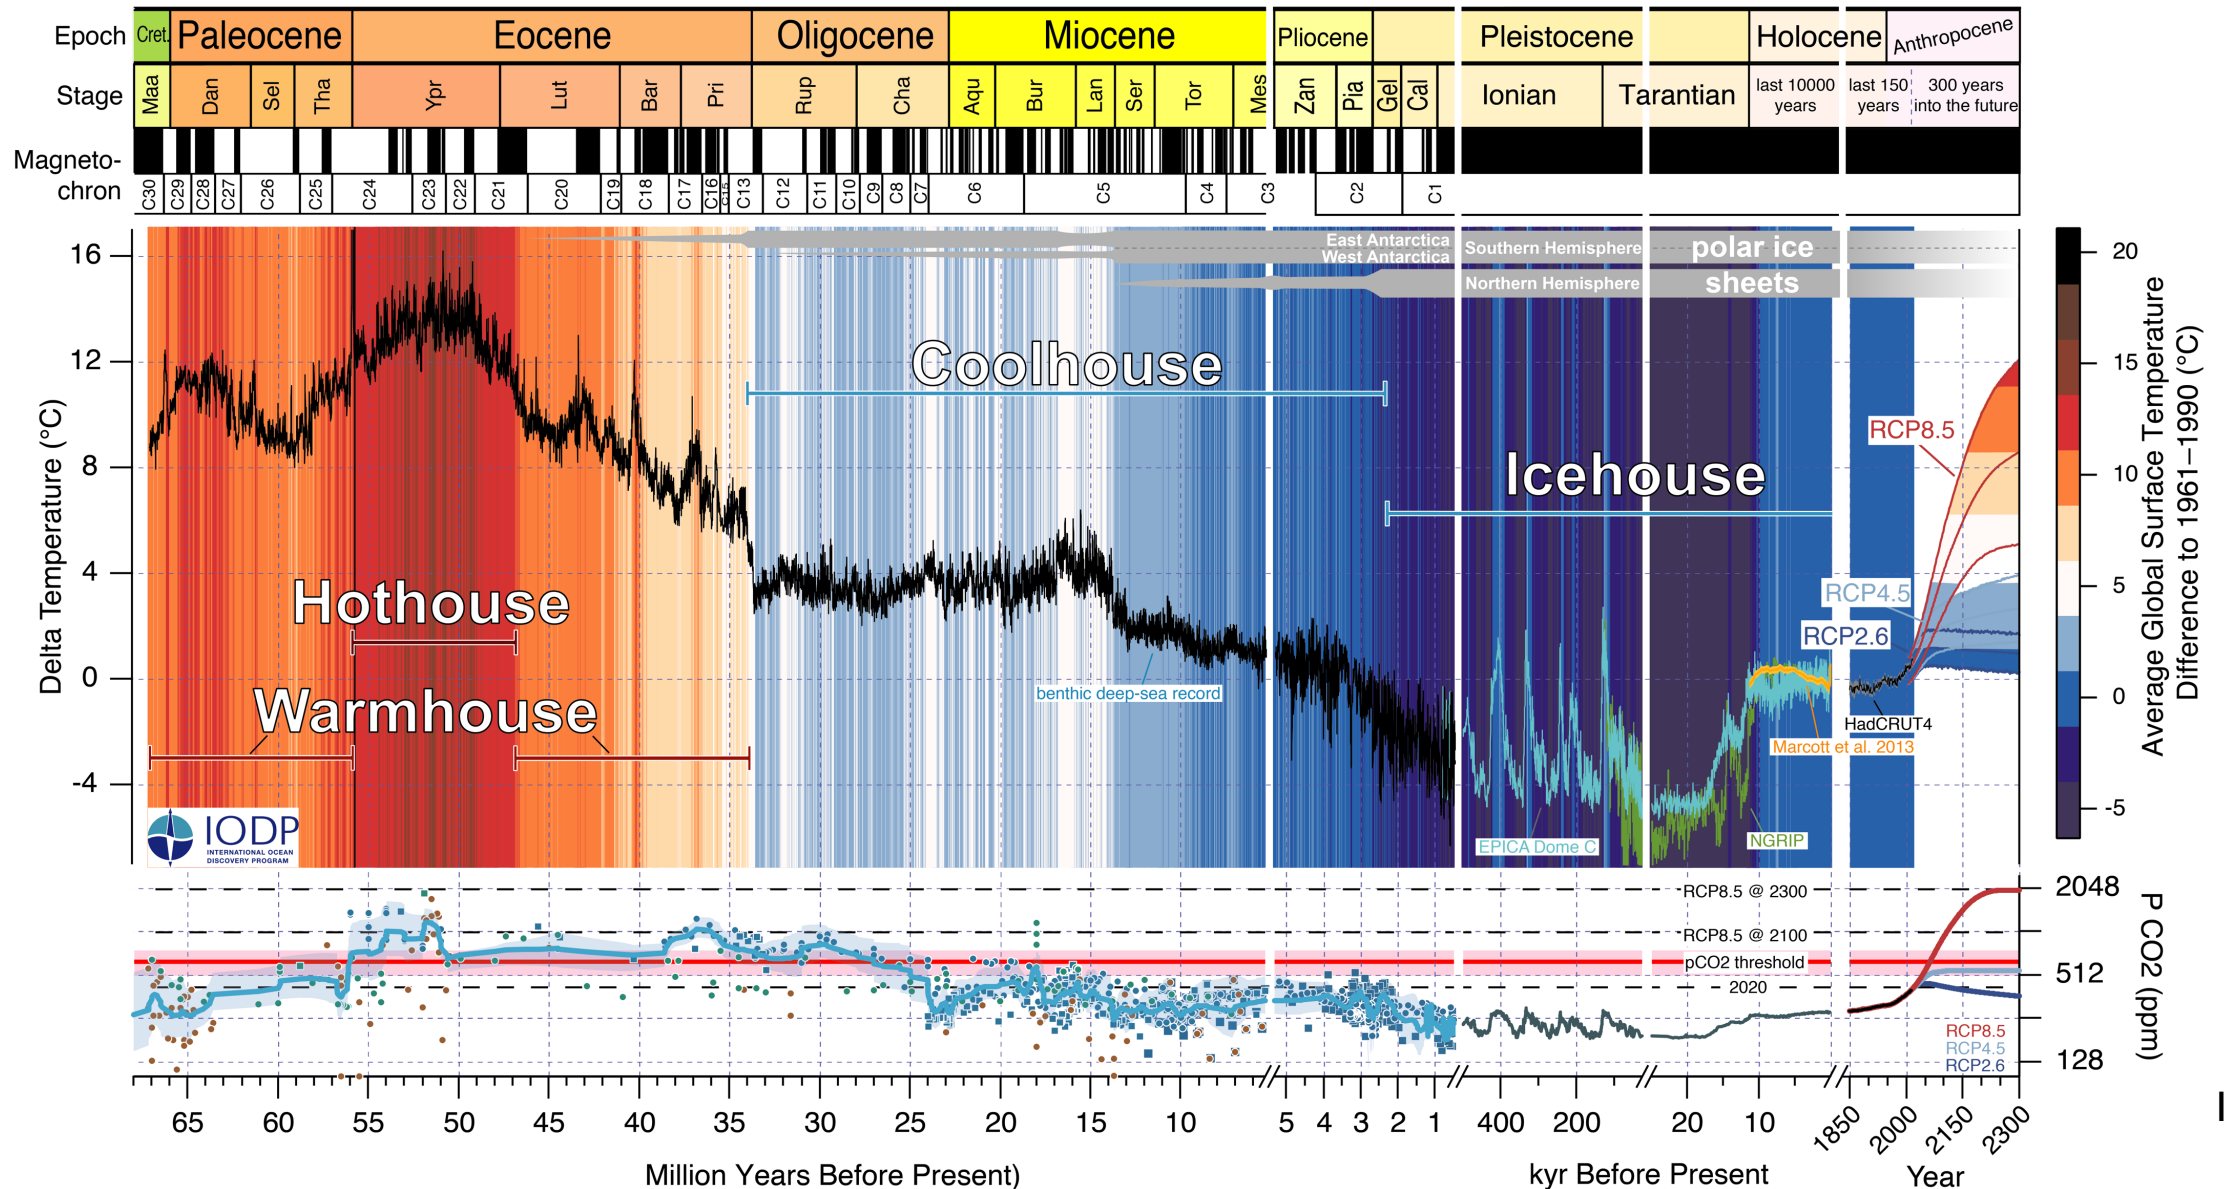 Epoch
Cret.
Paleocene
Eocene
Oligocene
Miocene
Pliocene
Pleistocene
Holocene
Anthropocene
Stage
Maa
Dan
Sel
Tha
Ypr
Lut
Bar
Pri
Rup
Cha
Aqu
Bur
Lan
Ser
Tor
Mes
Zan
Pia
Gel
Cal
Ionian
Tarantian
last 10000
years
last 150
years
300 years
into the future
Magneto-
chron
C30
C29
C28
C27
C26
C25
C24
C23
C22
C21
C20
C19
C18
C17
C16
C15
C13
C12
C11
C10
C9
C8
C7
C6
C5
C4
C3
C2
C1
East Antarctica
West Antarctica
Southern Hemisphere
polar ice
Northern Hemisphere
sheets
Delta Temperature (°C)
16
12
8
4
0
-4
Coolhouse
Icehouse
Hothouse
Warmhouse
benthic deep-sea record
EPICA Dome C
NGRIP
Marcott et al. 2013
HadCRUT4
RCP8.5
RCP4.5
RCP2.6
IODP
INTERNATIONAL OCEAN
DISCOVERY PROGRAM
20
15
10
5
0
-5
Average Global Surface Temperature
Difference to 1961–1990 (°C)
RCP8.5 @ 2300
RCP8.5 @ 2100
pCO2 threshold
2020
RCP8.5
RCP4.5
RCP2.6
2048
512
128
P CO2 (ppm)
65
60
55
50
45
40
35
30
25
20
15
10
5
4
3
2
1
400
200
20
10
1850
2000
2150
2300
Million Years Before Present)
kyr Before Present
Year
I